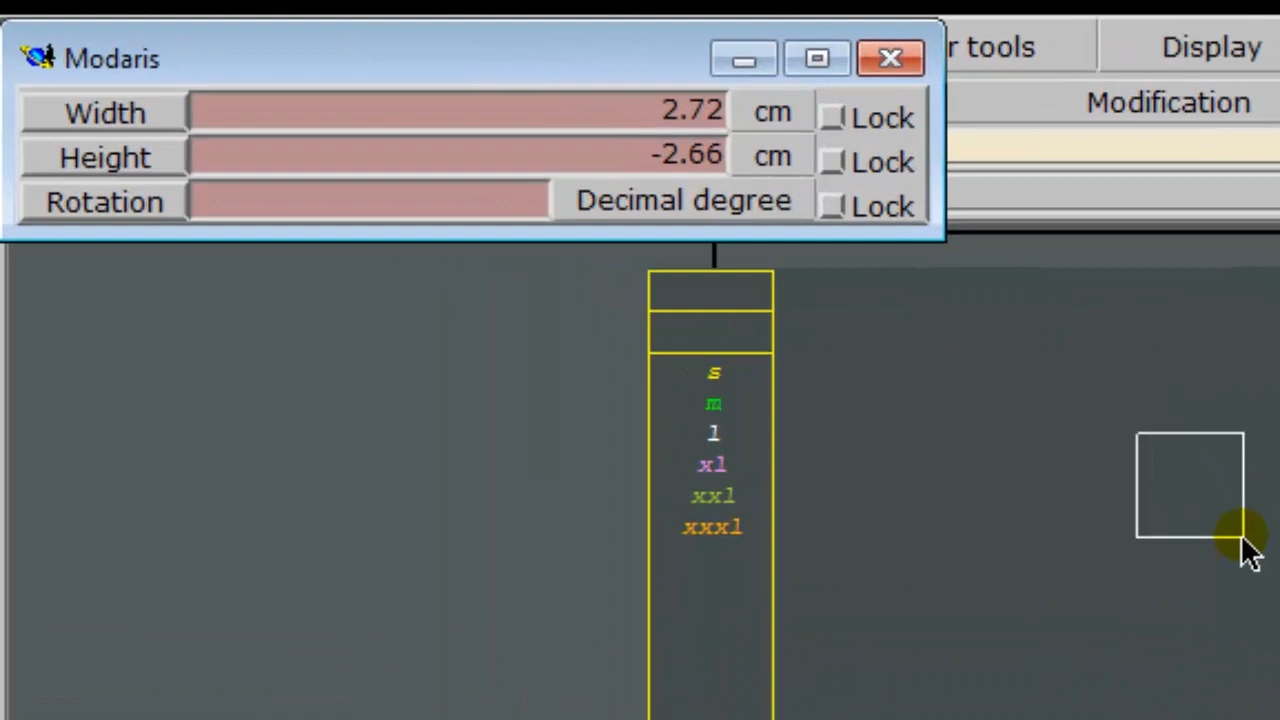 Modaris
r tools Display
Modification
Width 2.72 cm Lock
Height -2.66 cm Lock
Rotation Decimal degree Lock
s
m
l
xl
xxl
xxxl